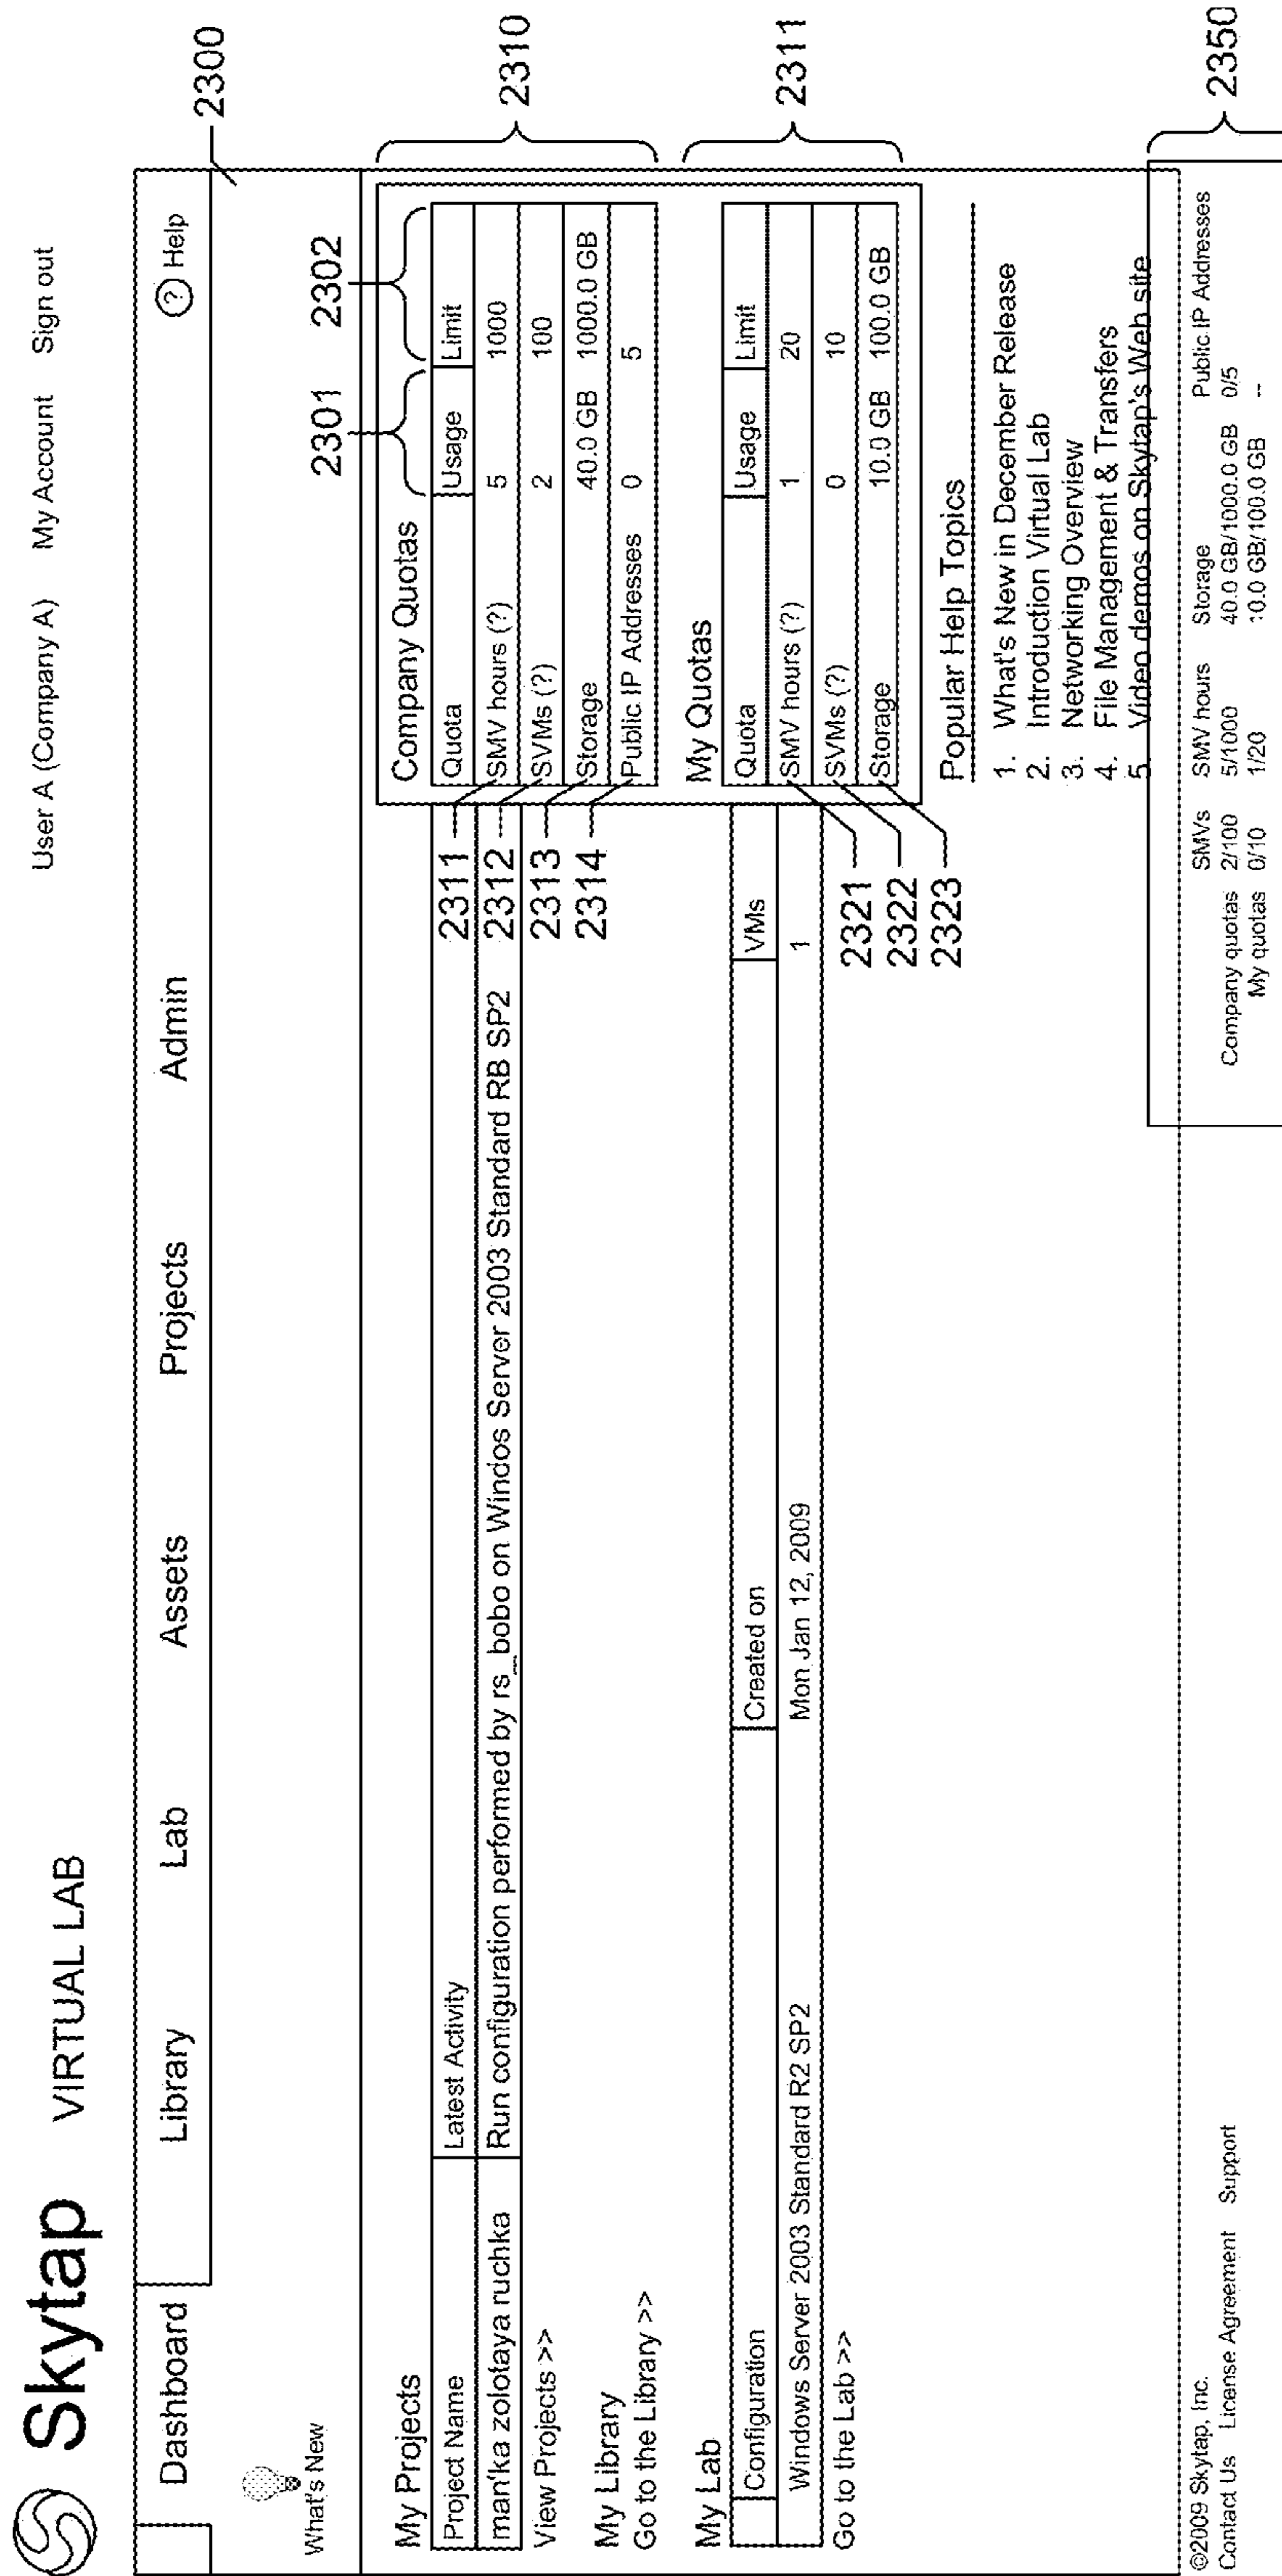 Skytap VIRTUAL LAB
User A (Company A) My Account Sign out
Dashboard Library Lab Assets Projects Admin ? Help
2300
What's New
2301 2302
My Projects
Project Name Latest Activity
man'ka zolotaya ruchka Run configuration performed by rs_bobo on Windos Server 2003 Standard RB SP2
View Projects >>
My Library
Go to the Library >>
My Lab
Configuration Created on VMs
Windows Server 2003 Standard R2 SP2 Mon Jan 12, 2009 1
Go to the Lab >>
Company Quotas
Quota Usage Limit
2311 SMV hours (?) 5 1000
2312 SVMs (?) 2 100
2313 Storage 40.0 GB 1000.0 GB
2314 Public IP Addresses 0 5
2310
My Quotas
Quota Usage Limit
2321 SMV hours (?) 1 20
2322 SVMs (?) 0 10
2323 Storage 10.0 GB 100.0 GB
2311
Popular Help Topics
1. What's New in December Release
2. Introduction Virtual Lab
3. Networking Overview
4. File Management & Transfers
5. Video demos on Skytap's Web site
©2009 Skytap, Inc.
Contact Us License Agreement Support
SMVs SMV hours Storage Public IP Addresses
Company quotas 2/100 5/1000 40.0 GB/1000.0 GB 0/5
My quotas 0/10 1/20 10.0 GB/100.0 GB --
2350